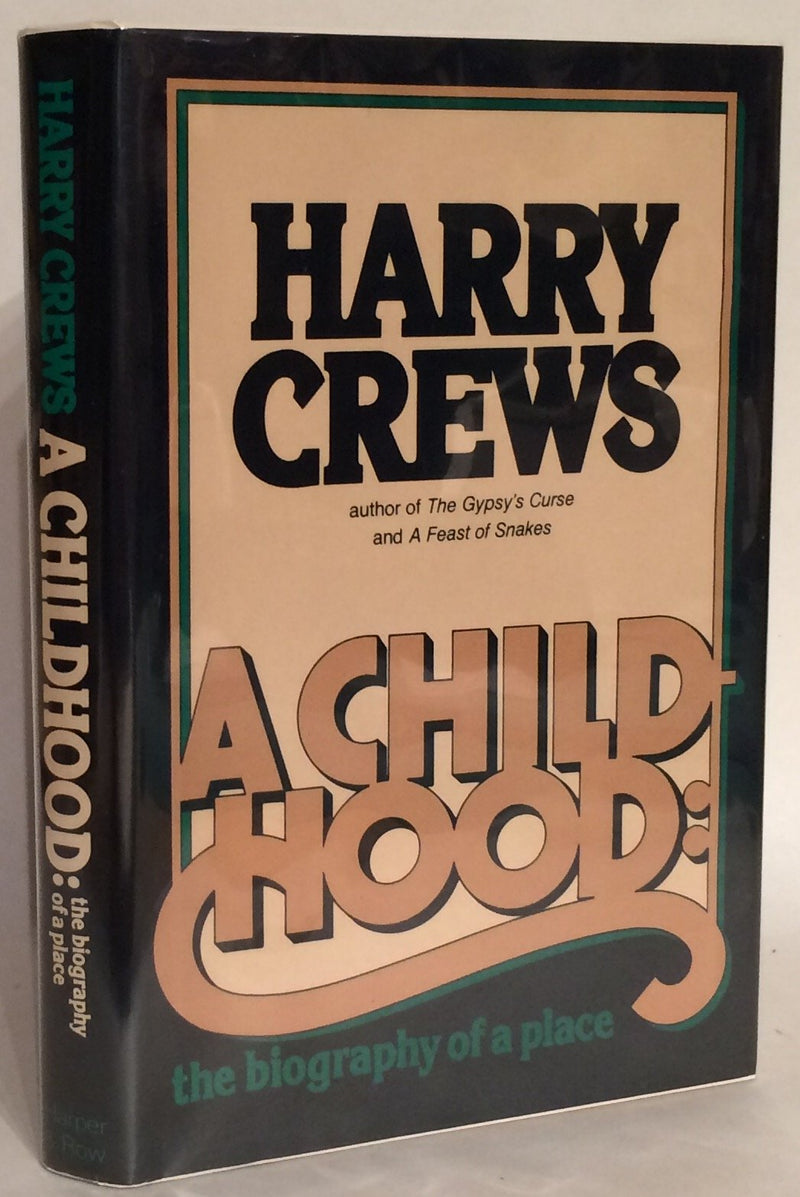 HARRY CREWS A CHILDHOOD: the biography
of a place
Harper
& Row
HARRY
CREWS
author of The Gypsy's Curse
and A Feast of Snakes
A CHILD-
HOOD:
the biography of a place